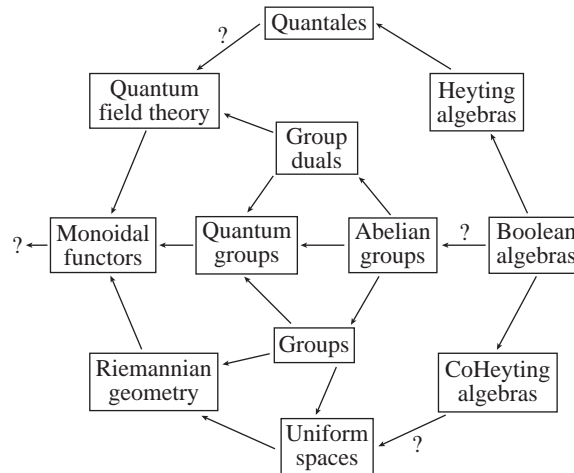 Quantales
?
Quantum
field theory
Heyting
algebras
Group
duals
?
Monoidal
functors
Quantum
groups
Abelian
groups
?
Boolean
algebras
Groups
Riemannian
geometry
CoHeyting
algebras
Uniform
spaces
?